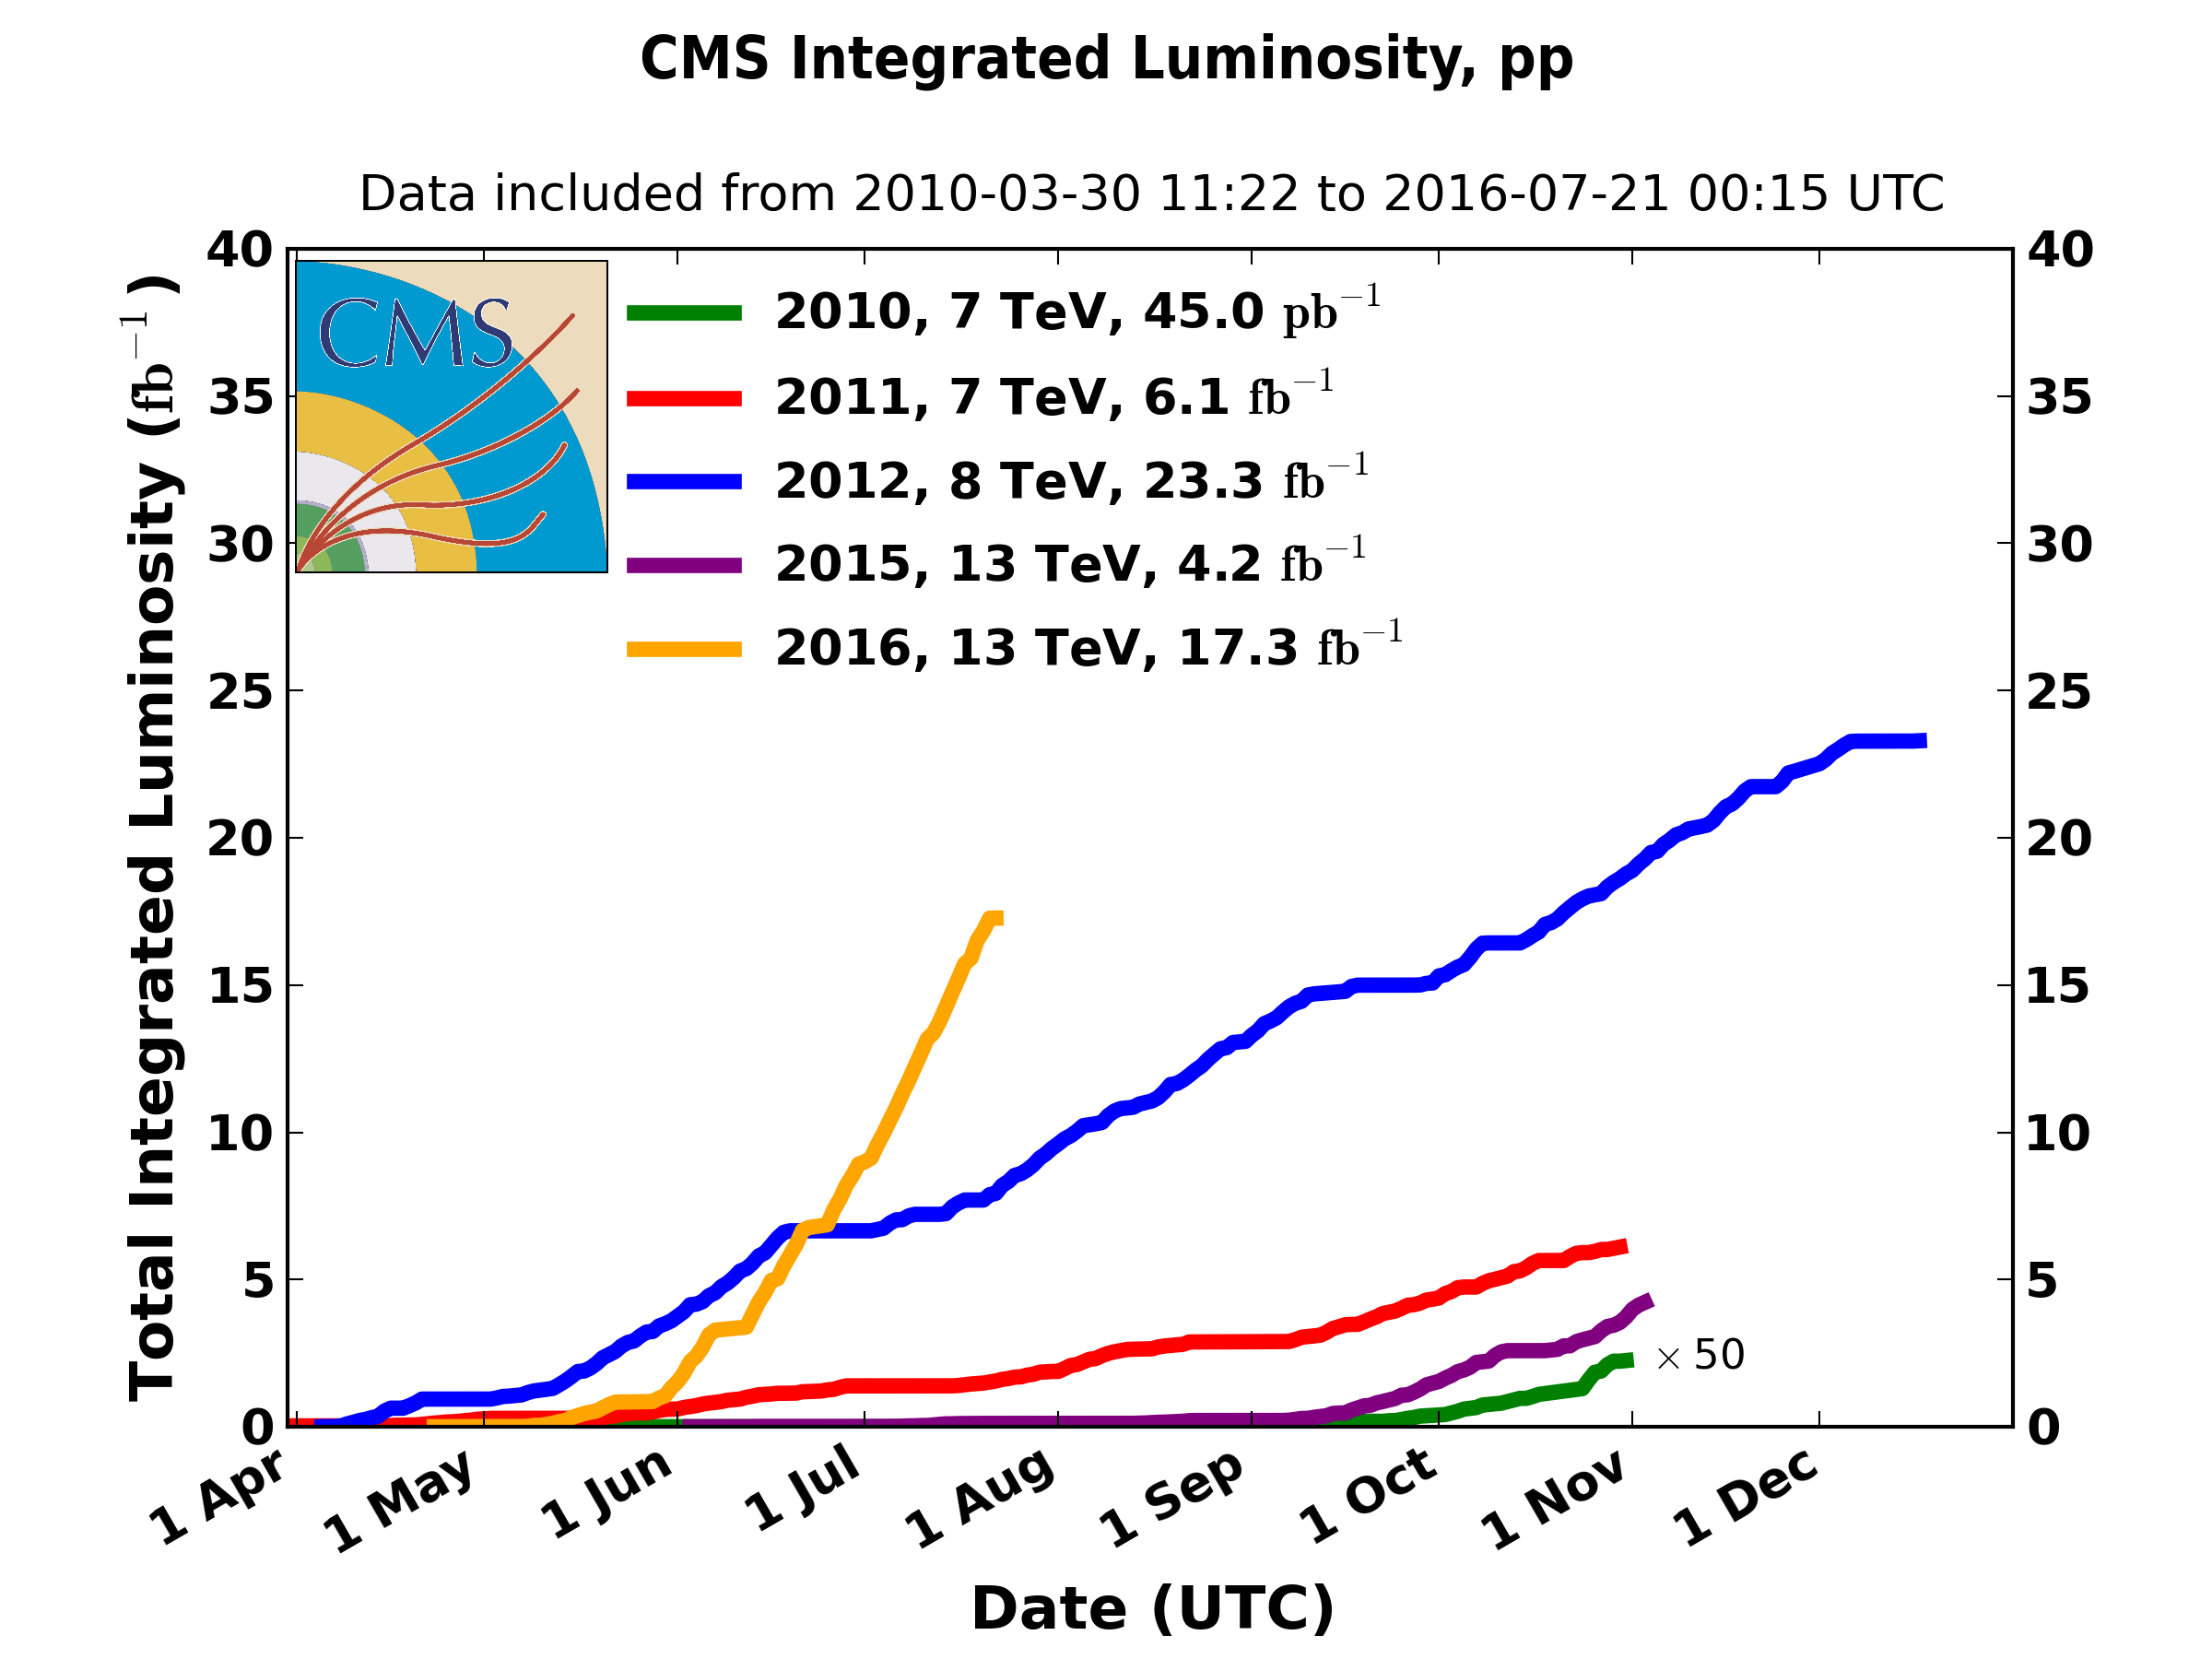 CMS Integrated Luminosity, pp
Data included from 2010-03-30 11:22 to 2016-07-21 00:15 UTC
Total Integrated Luminosity (fb⁻¹)
40
35
30
25
20
15
10
5
0
CMS
2010, 7 TeV, 45.0 pb⁻¹
2011, 7 TeV, 6.1 fb⁻¹
2012, 8 TeV, 23.3 fb⁻¹
2015, 13 TeV, 4.2 fb⁻¹
2016, 13 TeV, 17.3 fb⁻¹
× 50
40
35
30
25
20
15
10
5
0
1 Apr
1 May
1 Jun
1 Jul
1 Aug
1 Sep
1 Oct
1 Nov
1 Dec
Date (UTC)